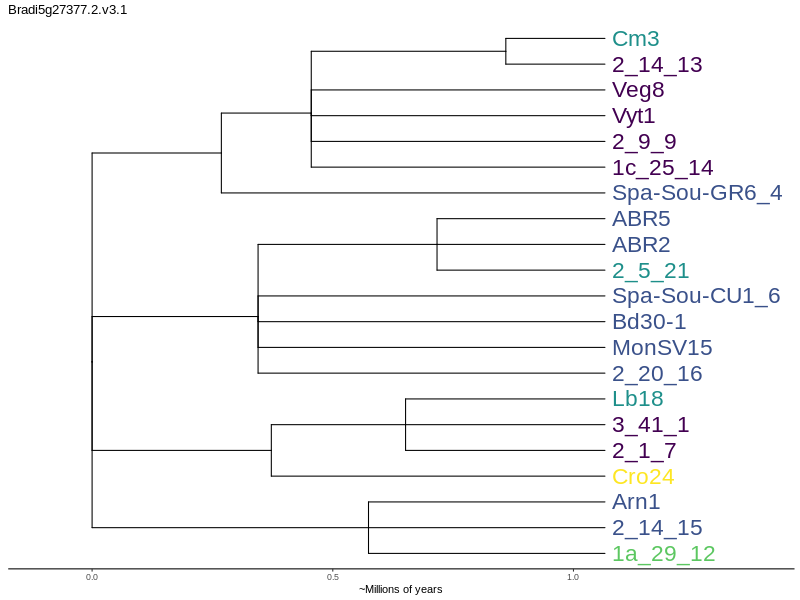 Bradi5g27377.2.v3.1
Cm3
2_14_13
Veg8
Vyt1
2_9_9
1c_25_14
Spa-Sou-GR6_4
ABR5
ABR2
2_5_21
Spa-Sou-CU1_6
Bd30-1
MonSV15
2_20_16
Lb18
3_41_1
2_1_7
Cro24
Arn1
2_14_15
1a_29_12
0.0 0.5 1.0
~Millions of years